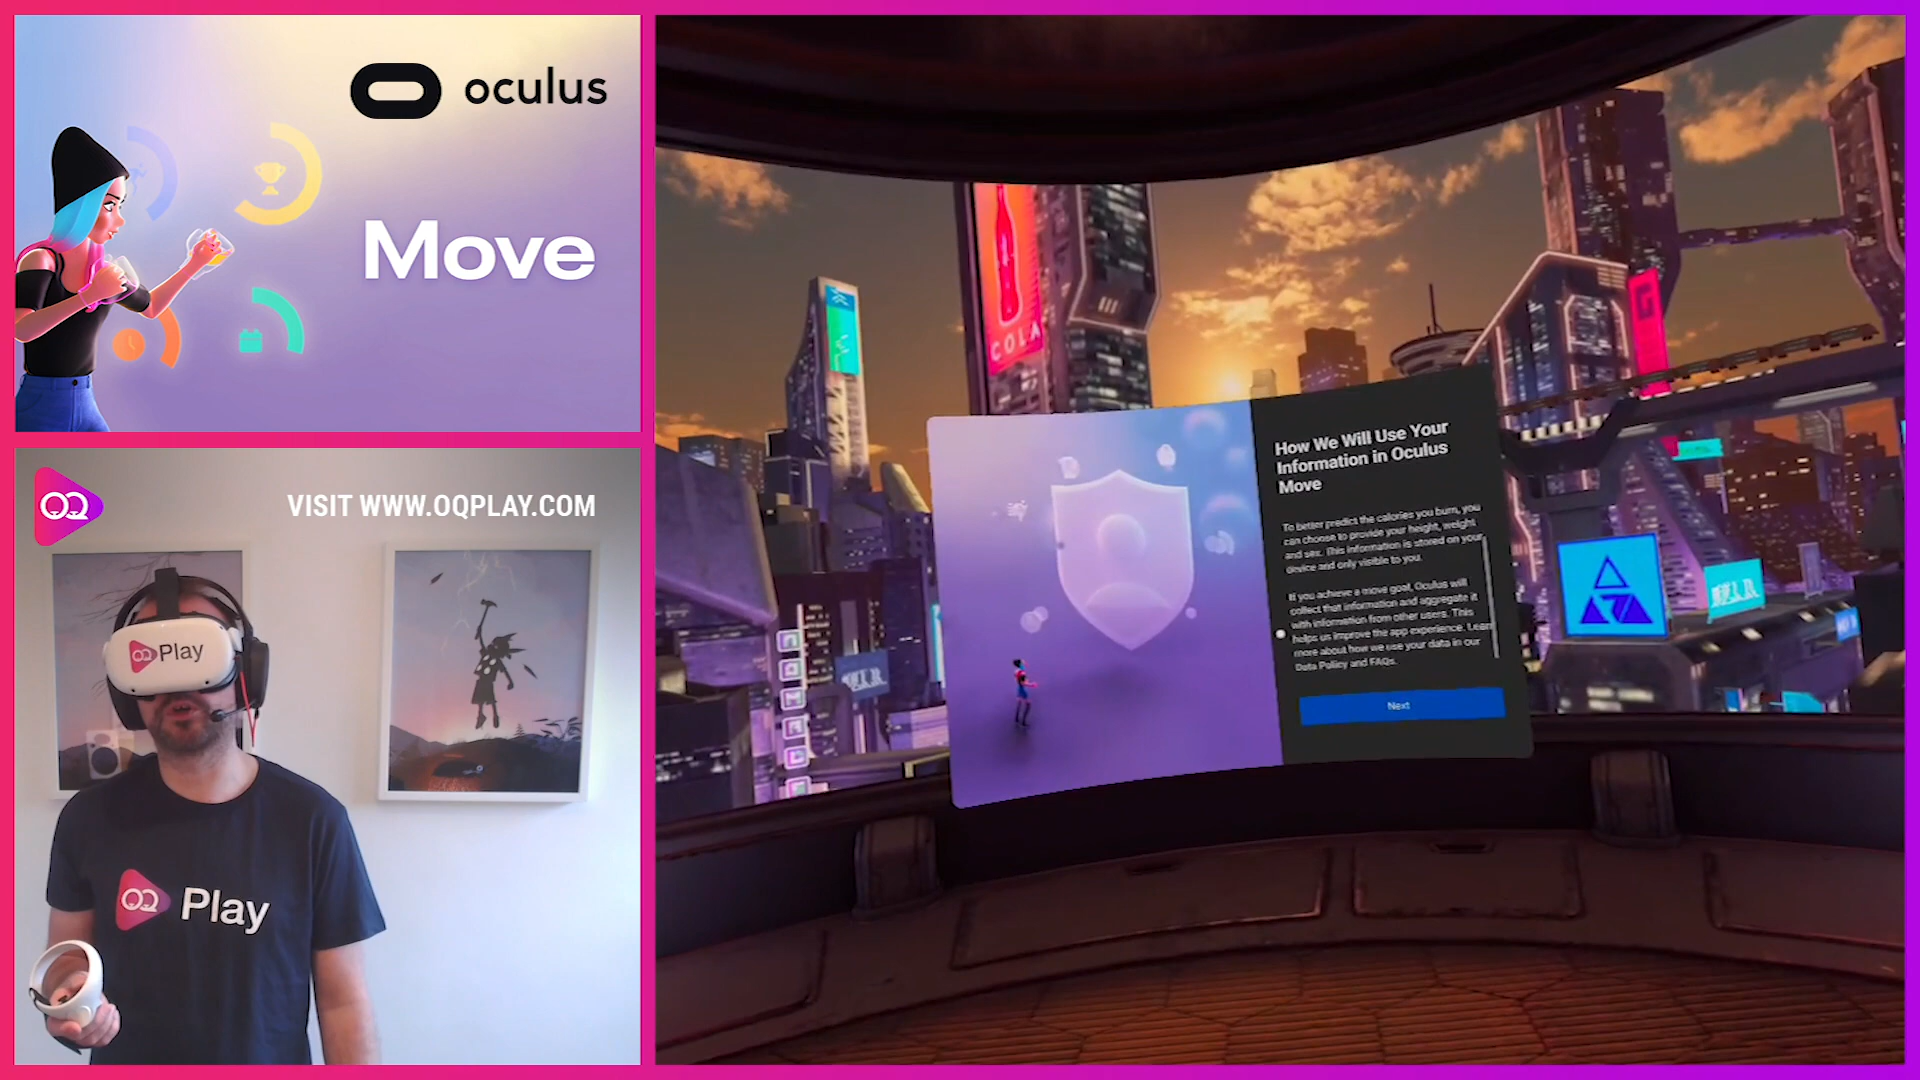 oculus
Move
OQ
VISIT WWW.OQPLAY.COM
OQ Play
OQ Play
COLA
G
How We Will Use Your
Information in Oculus
Move
To better predict the calories you burn, you
can choose to provide your height, weight
and sex. This information is stored on your
device and only visible to you.
If you achieve a move goal, Oculus will
collect that information and aggregate it
with information from other users. This
helps us improve the app experience. Learn
more about how we use your data in our
Data Policy and FAQs.
Next